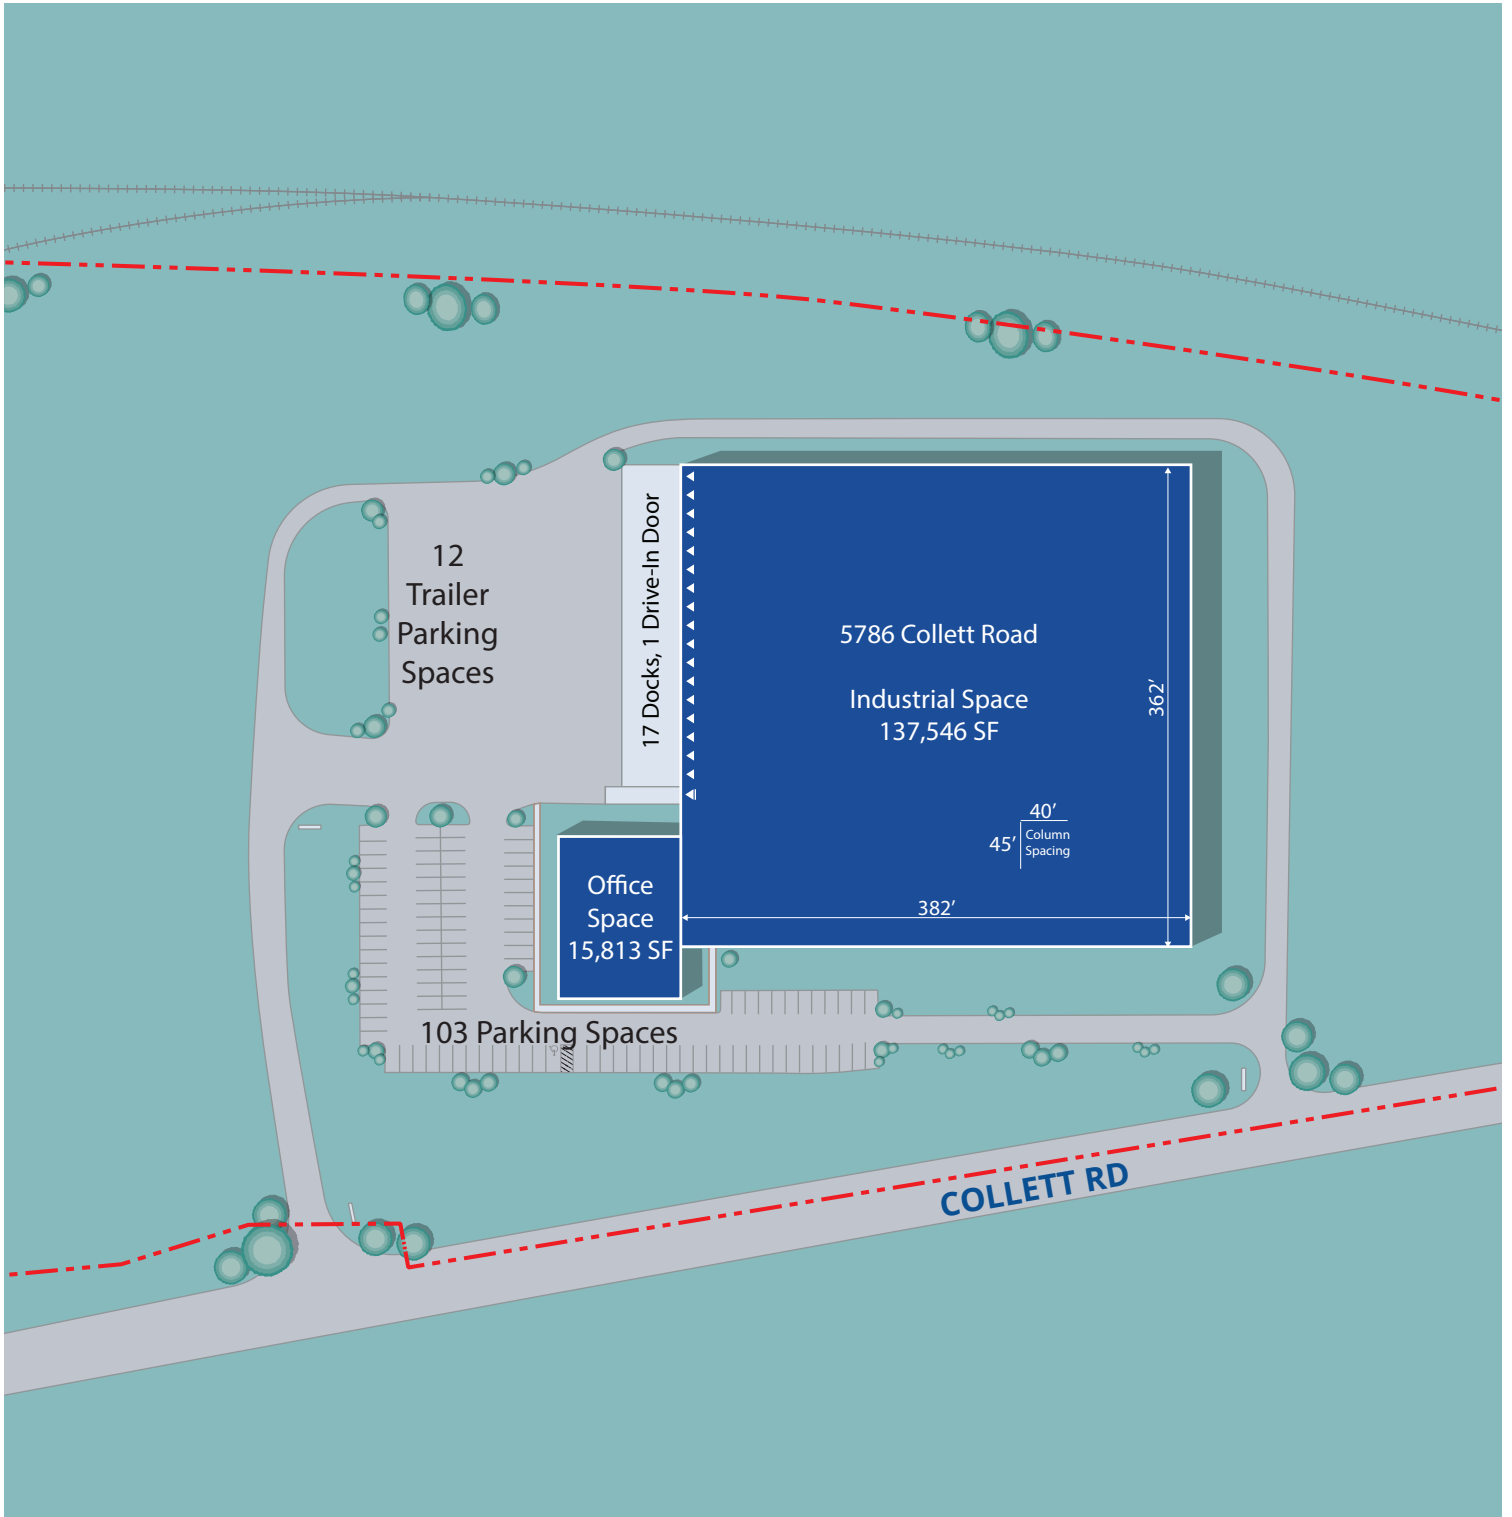 12
Trailer
Parking
Spaces
17 Docks, 1 Drive-In Door
5786 Collett Road
Industrial Space
137,546 SF
362’
40’
45’
Column
Spacing
382’
Office
Space
15,813 SF
103 Parking Spaces
COLLETT RD